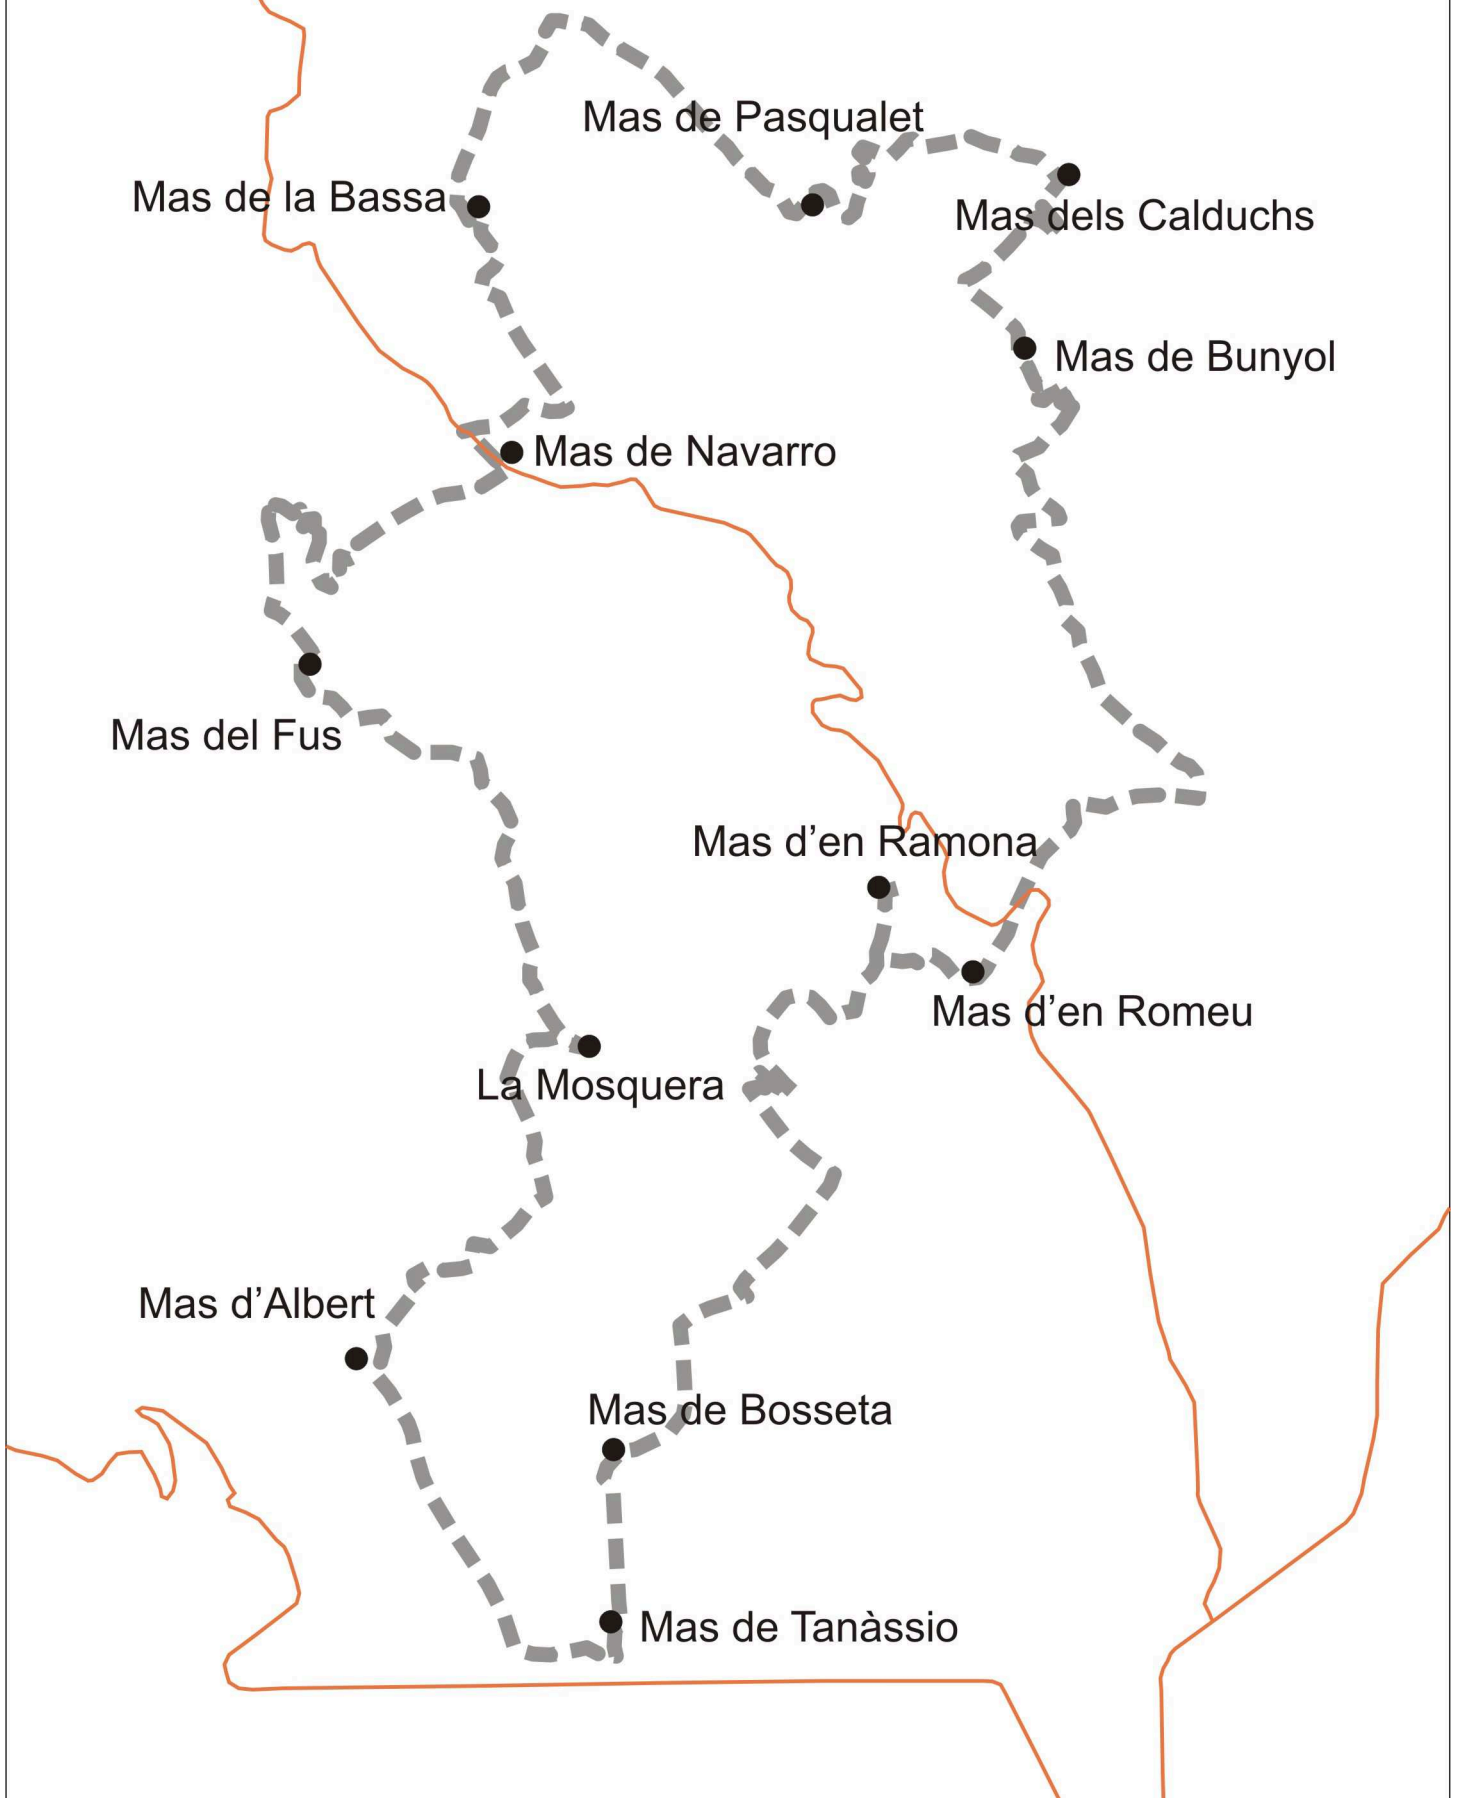 Mas de Pasqualet
Mas de la Bassa
Mas dels Calduchs
Mas de Bunyol
Mas de Navarro
Mas del Fus
Mas d’en Ramona
Mas d’en Romeu
La Mosquera
Mas d’Albert
Mas de Bosseta
Mas de Tanàssio